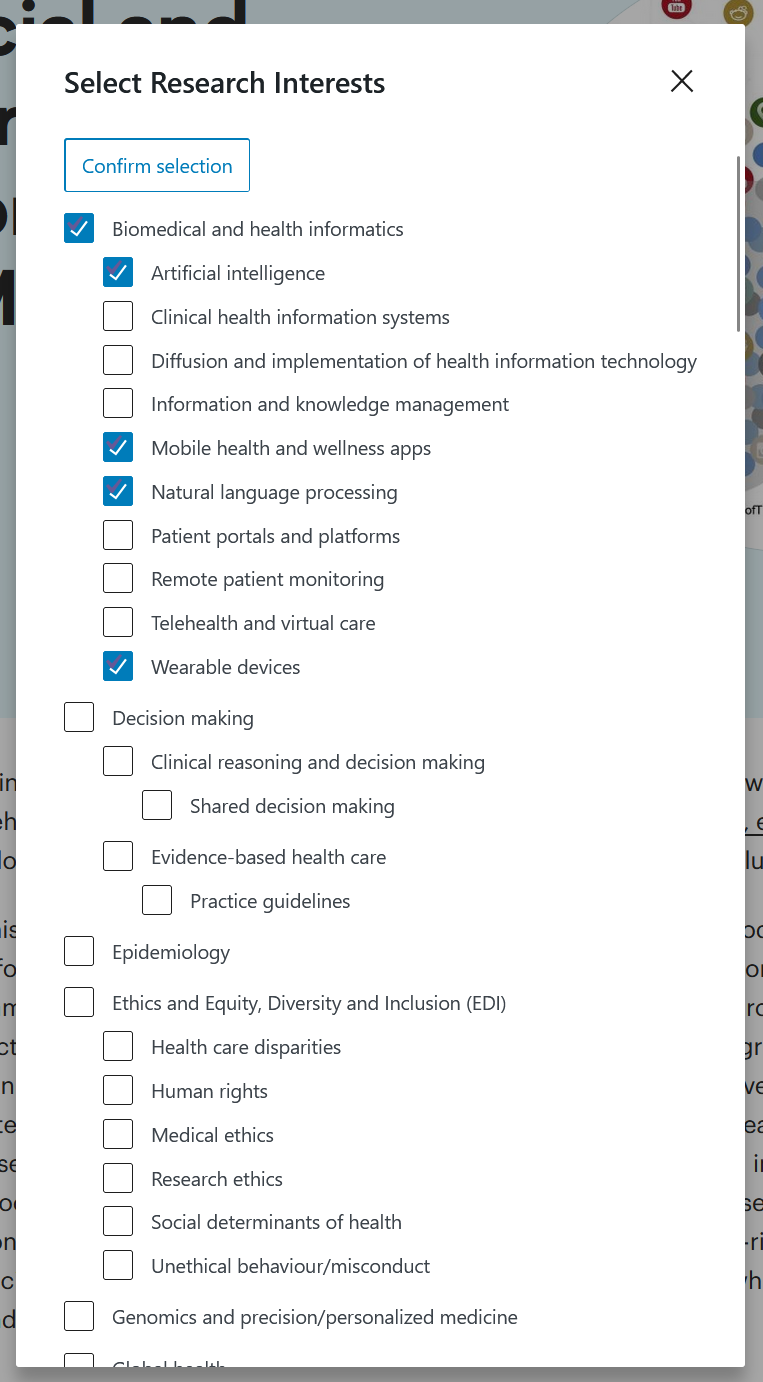 Select Research Interests
Confirm selection
Biomedical and health informatics
Artificial intelligence
Clinical health information systems
Diffusion and implementation of health information technology
Information and knowledge management
Mobile health and wellness apps
Natural language processing
Patient portals and platforms
Remote patient monitoring
Telehealth and virtual care
Wearable devices
Decision making
Clinical reasoning and decision making
Shared decision making
Evidence-based health care
Practice guidelines
Epidemiology
Ethics and Equity, Diversity and Inclusion (EDI)
Health care disparities
Human rights
Medical ethics
Research ethics
Social determinants of health
Unethical behaviour/misconduct
Genomics and precision/personalized medicine
Global health